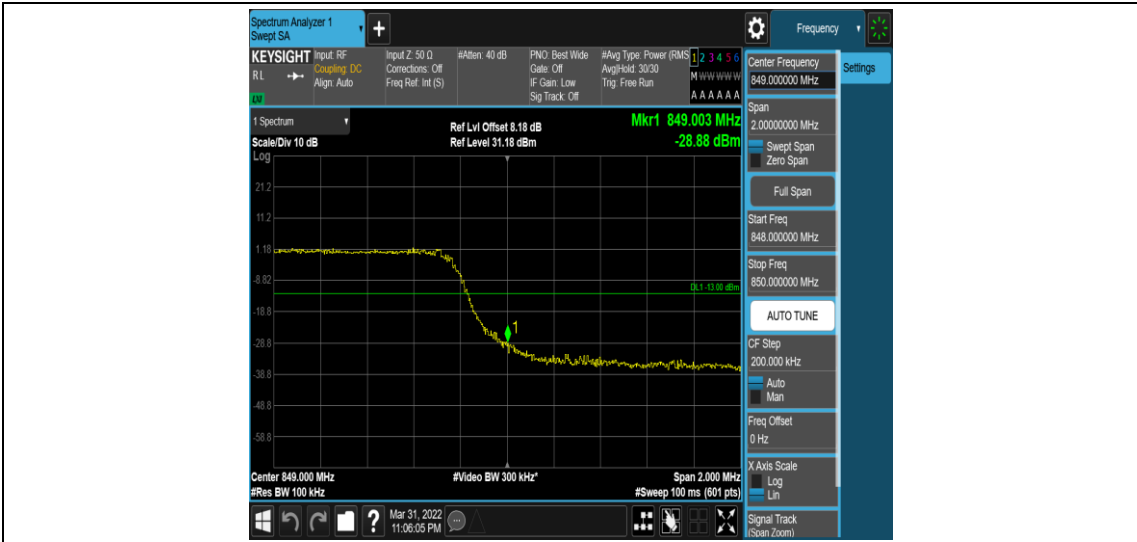 Spectrum Analyzer 1
Swept SA
+
Frequency
KEYSIGHT
R L
LXI
Input: RF
Coupling: DC
Align: Auto
Input Z: 50 Ω
Corrections: Off
Freq Ref: Int (S)
#Atten: 40 dB
PNO: Best Wide
Gate: Off
IF Gain: Low
Sig Track: Off
#Avg Type: Power (RMS
Avg|Hold: 30/30
Trig: Free Run
1 2 3 4 5 6
M W W W W W
A A A A A A
1 Spectrum
Scale/Div 10 dB
Log
Ref Lvl Offset 8.18 dB
Ref Level 31.18 dBm
Mkr1 849.003 MHz
-28.88 dBm
21.2
11.2
1.18
-8.82
DL1 -13.00 dBm
-18.8
1
-28.8
-38.8
-48.8
-58.8
Center 849.000 MHz
#Video BW 300 kHz*
Span 2.000 MHz
#Res BW 100 kHz
#Sweep 100 ms (601 pts)
?
Mar 31, 2022
11:06:05 PM
Settings
Center Frequency
849.000000 MHz
Span
2.00000000 MHz
Swept Span
Zero Span
Full Span
Start Freq
848.000000 MHz
Stop Freq
850.000000 MHz
AUTO TUNE
CF Step
200.000 kHz
Auto
Man
Freq Offset
0 Hz
X Axis Scale
Log
Lin
Signal Track
(Span Zoom)